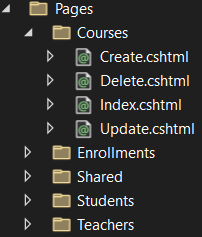 Pages
Courses
Create.cshtml
Delete.cshtml
Index.cshtml
Update.cshtml
Enrollments
Shared
Students
Teachers